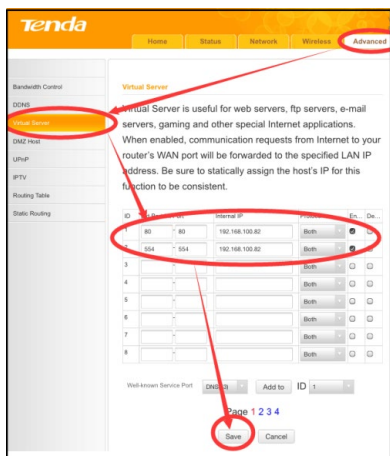 Tenda
Home Status Network Wireless Advanced
Bandwidth Control
DDNS
Virtual Server
DMZ Host
UPnP
IPTV
Routing Table
Static Routing
Virtual Server
Virtual Server is useful for web servers, ftp servers, e-mail
servers, gaming and other special Internet applications.
When enabled, communication requests from Internet to your
router's WAN port will be forwarded to the specified LAN IP
address. Be sure to statically assign the host's IP for this
function to be consistent.
ID Internal IP En... De...
1 80 - 80 192.168.100.82 Both
2 554 - 554 192.168.100.82 Both
3 - Both
4 - Both
5 - Both
6 - Both
7 - Both
8 - Both
Well-known Service Port Add to ID 1
Page 1 2 3 4
Save Cancel